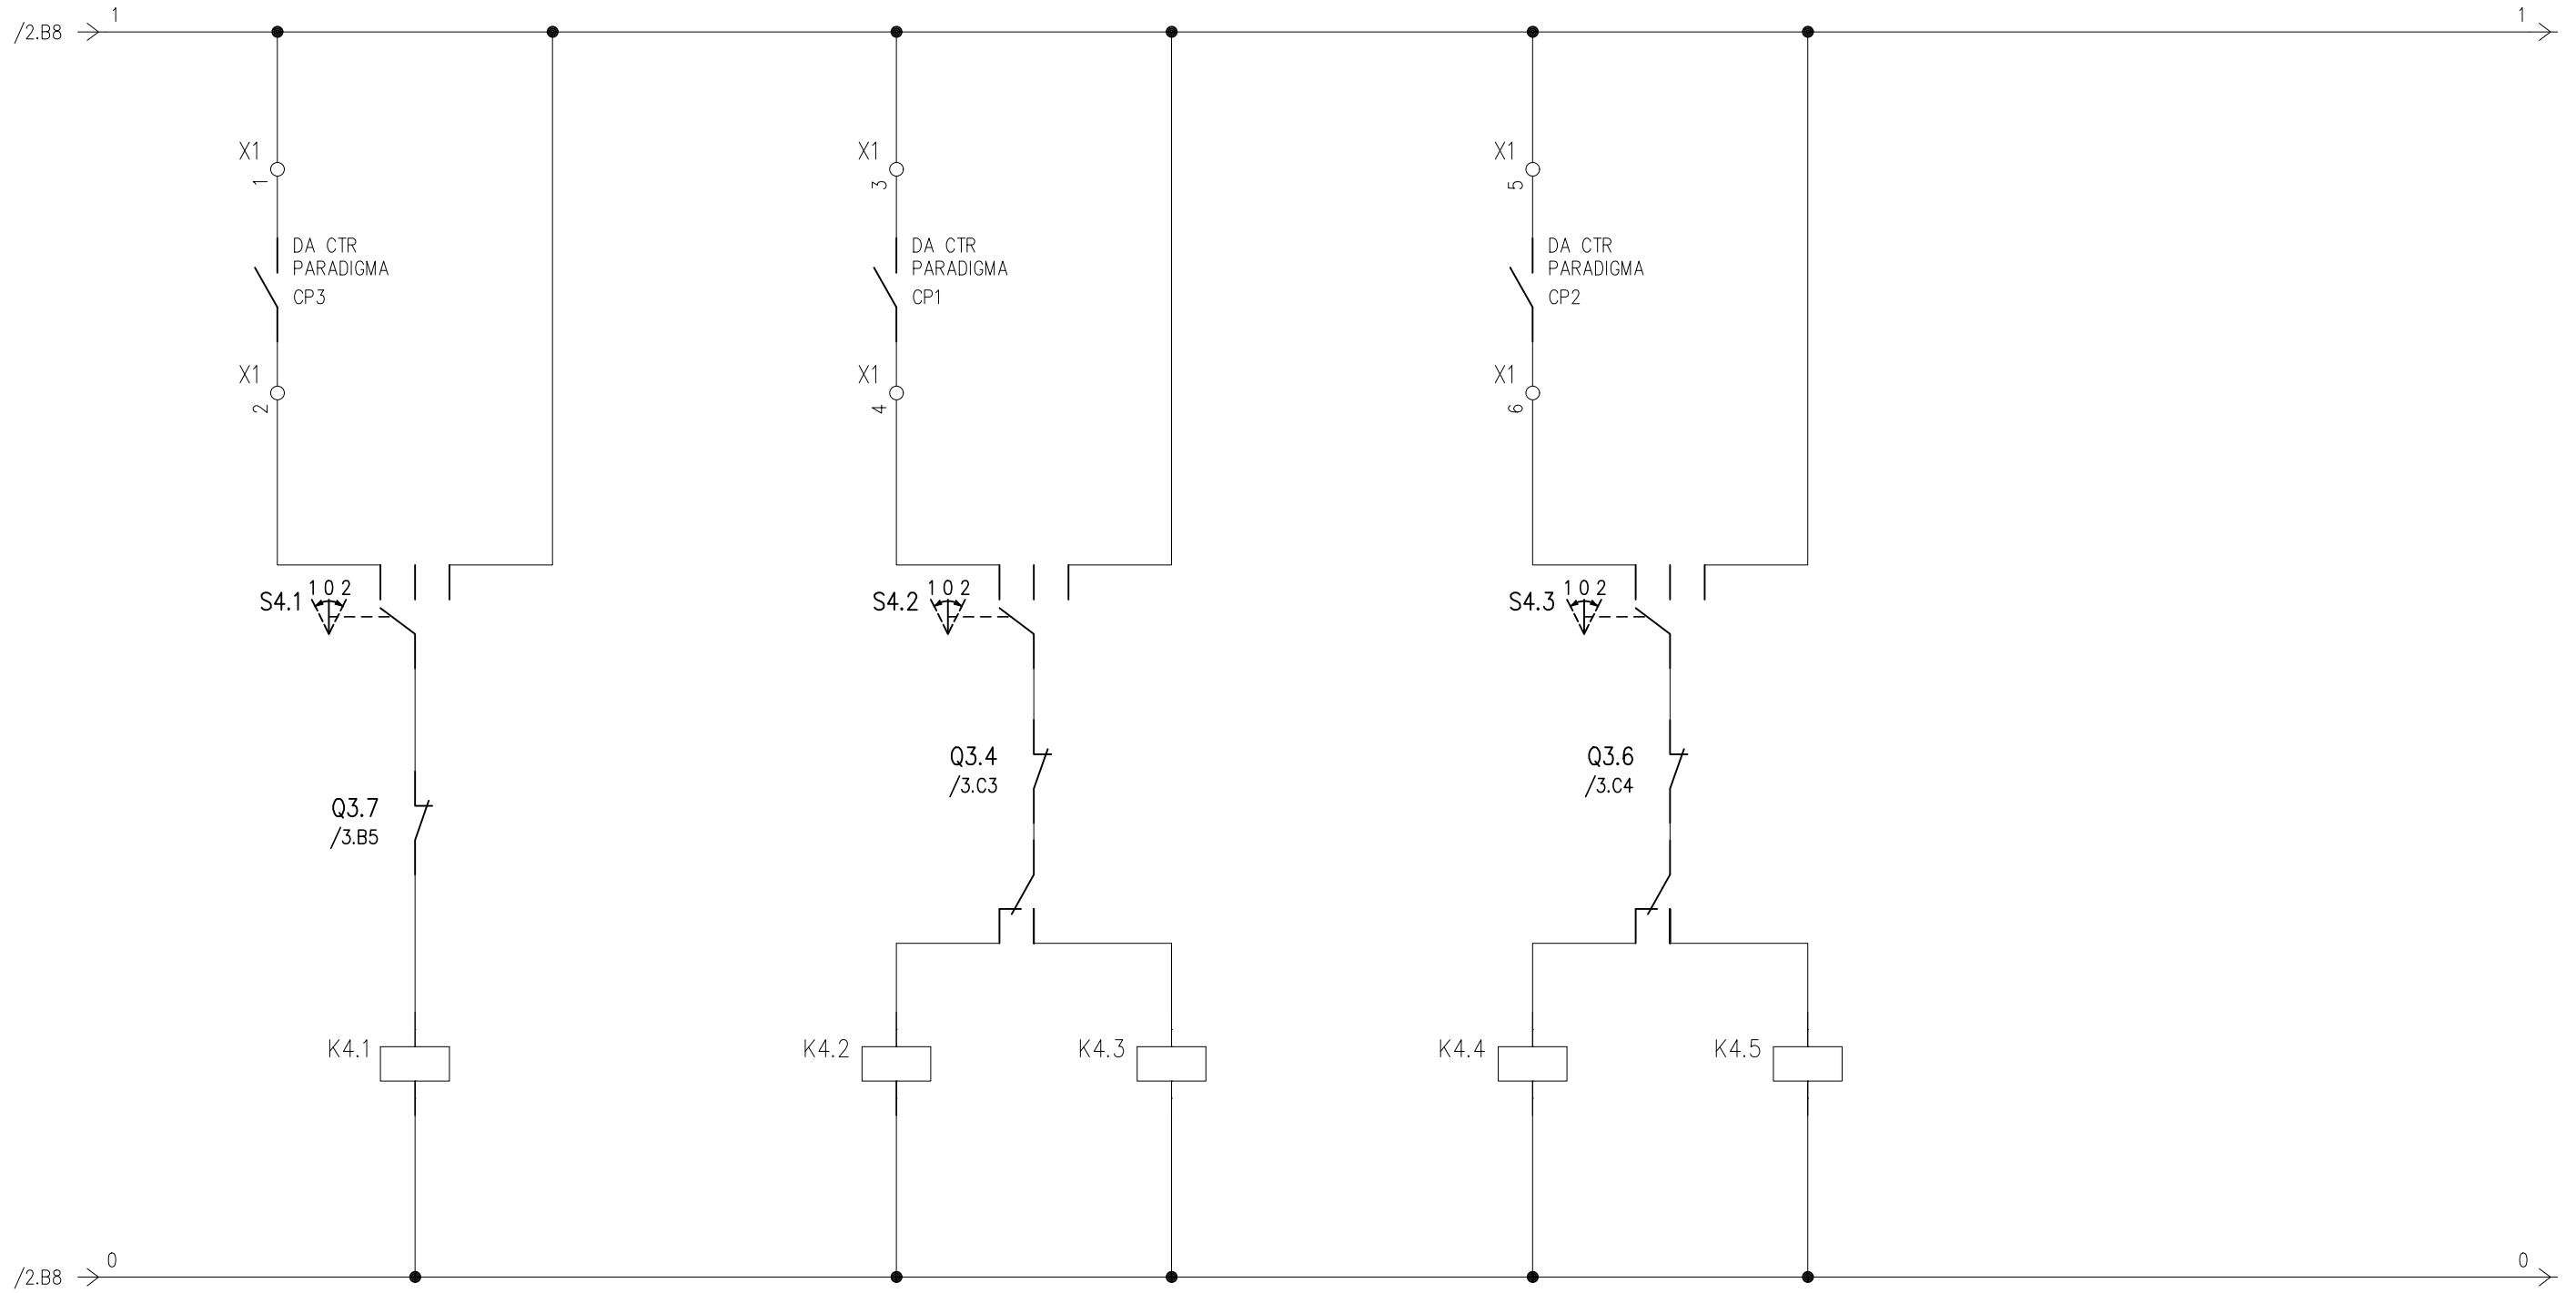 1
1
/2.B8
X1
1
X1
3
X1
5
DA CTR
PARADIGMA
CP3
DA CTR
PARADIGMA
CP1
DA CTR
PARADIGMA
CP2
X1
2
X1
4
X1
6
S4.1
1 0 2
S4.2
1 0 2
S4.3
1 0 2
Q3.4
/3.C3
Q3.6
/3.C4
Q3.7
/3.B5
K4.1
K4.2
K4.3
K4.4
K4.5
0
0
/2.B8